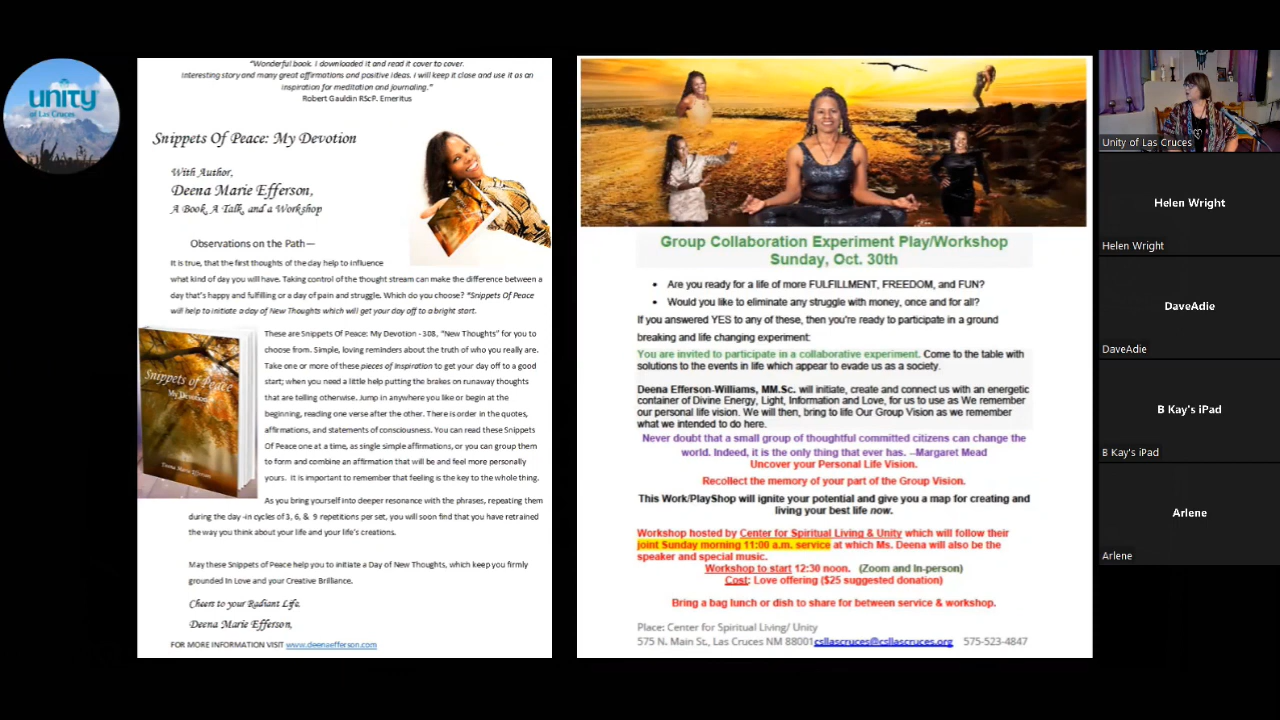 unity
of Las Cruces
"Wonderful book. I downloaded it and read it cover to cover.
Interesting story and many great affirmations and positive ideas. I will keep it close and use it as an
inspiration for meditation and journaling."
Robert Gauldin RScP. Emeritus
Snippets Of Peace: My Devotion
With Author,
Deena Marie Efferson,
A Book, A Talk, and a Workshop
Observations on the Path—
It is true, that the first thoughts of the day help to influence
what kind of day you will have. Taking control of the thought stream can make the difference between a
day that's happy and fulfilling or a day of pain and struggle. Which do you choose? "Snippets Of Peace
will help to initiate a day of New Thoughts which will get your day off to a bright start.
Snippets of Peace
My Devotion
Deena Marie Efferson
These are Snippets Of Peace: My Devotion - 308, "New Thoughts" for you to
choose from. Simple, loving reminders about the truth of who you really are.
Take one or more of these pieces of inspiration to get your day off to a good
start; when you need a little help putting the brakes on runaway thoughts
that are telling otherwise. Jump in anywhere you like or begin at the
beginning, reading one verse after the other. There is order in the quotes,
affirmations, and statements of consciousness. You can read these Snippets
Of Peace one at a time, as single simple affirmations, or you can group them
to form and combine an affirmation that will be and feel more personally
yours. It is important to remember that feeling is the key to the whole thing.
As you bring yourself into deeper resonance with the phrases, repeating them
during the day -in cycles of 3, 6, & 9 repetitions per set, you will soon find that you have retrained
the way you think about your life and your life's creations.
May these Snippets of Peace help you to initiate a Day of New Thoughts, which keep you firmly
grounded In Love and your Creative Brilliance.
Cheers to your Radiant Life,
Deena Marie Efferson,
FOR MORE INFORMATION VISIT www.deenaefferson.com
Group Collaboration Experiment Play/Workshop
Sunday, Oct. 30th
• Are you ready for a life of more FULFILLMENT, FREEDOM, and FUN?
• Would you like to eliminate any struggle with money, once and for all?
If you answered YES to any of these, then you're ready to participate in a ground
breaking and life changing experiment:
You are invited to participate in a collaborative experiment. Come to the table with
solutions to the events in life which appear to evade us as a society.
Deena Efferson-Williams, MM.Sc. will initiate, create and connect us with an energetic
container of Divine Energy, Light, Information and Love, for us to use as We remember
our personal life vision. We will then, bring to life Our Group Vision as we remember
what we intended to do here.
Never doubt that a small group of thoughtful committed citizens can change the
world. Indeed, it is the only thing that ever has. --Margaret Mead
Uncover your Personal Life Vision.
Recollect the memory of your part of the Group Vision.
This Work/PlayShop will ignite your potential and give you a map for creating and
living your best life now.
Workshop hosted by Center for Spiritual Living & Unity which will follow their
joint Sunday morning 11:00 a.m. service at which Ms. Deena will also be the
speaker and special music.
Workshop to start 12:30 noon. (Zoom and In-person)
Cost: Love offering ($25 suggested donation)
Bring a bag lunch or dish to share for between service & workshop.
Place: Center for Spiritual Living/ Unity
575 N. Main St., Las Cruces NM 88001csllascruces@csllascruces.org 575-523-4847
Unity of Las Cruces
Helen Wright
Helen Wright
DaveAdie
DaveAdie
B Kay's iPad
B Kay's iPad
Arlene
Arlene